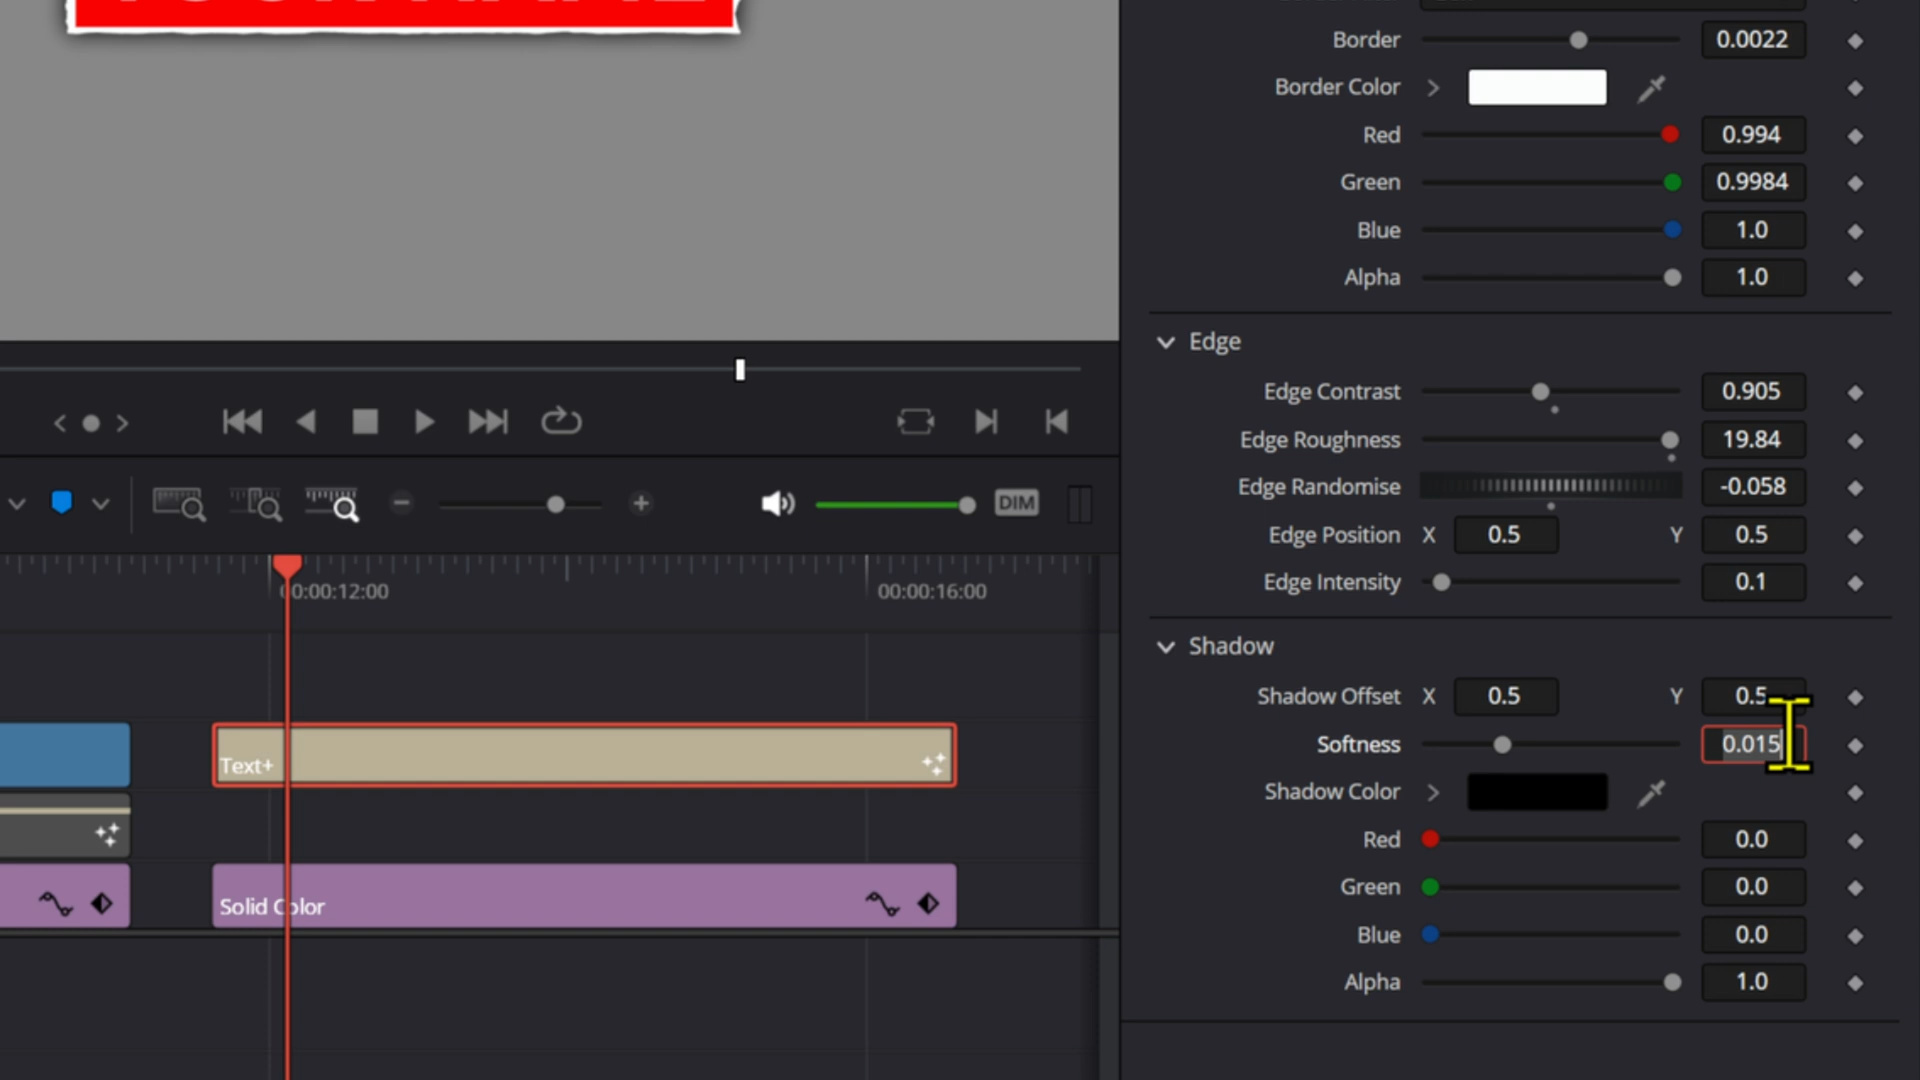 Border 0.0022
Border Color
Red 0.994
Green 0.9984
Blue 1.0
Alpha 1.0
Edge
Edge Contrast 0.905
Edge Roughness 19.84
Edge Randomise -0.058
Edge Position X 0.5 Y 0.5
Edge Intensity 0.1
Shadow
Shadow Offset X 0.5 Y 0.5
Softness 0.015
Shadow Color
Red 0.0
Green 0.0
Blue 0.0
Alpha 1.0
DIM
00:00:12:00 00:00:16:00
Text+
Solid Color